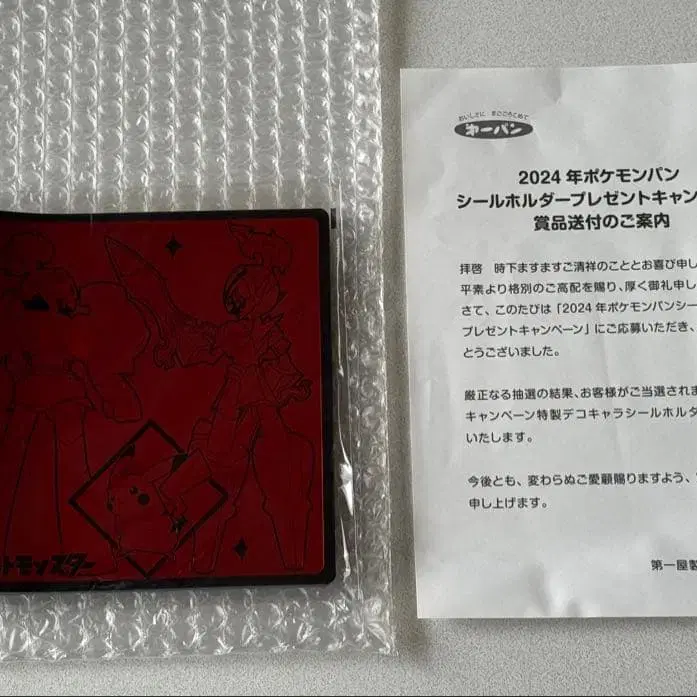 おいしさに まごころこめて
第一パン
2024年ポケモンパン
シールホルダープレゼントキャン
賞品送付のご案内
拝啓 時下ますますご清祥のこととお喜び申し
平素より格別のご高配を賜り、厚く御礼申し
さて、このたびは「2024年ポケモンパンシー
プレゼントキャンペーン」にご応募いただき、
とうございました。
厳正なる抽選の結果、お客様がご当選されま
キャンペーン特製デコキャラシールホルダ
いたします。
今後とも、変わらぬご愛顧賜りますよう、
申し上げます。
第一屋製
トモンスター